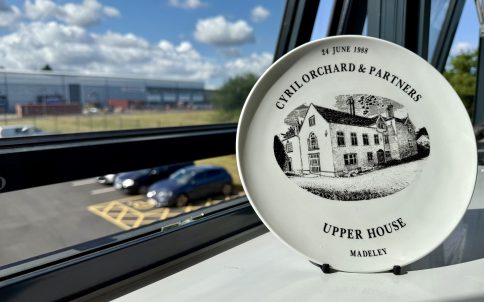 24 JUNE 1988
CYRIL ORCHARD & PARTNERS
UPPER HOUSE
MADELEY